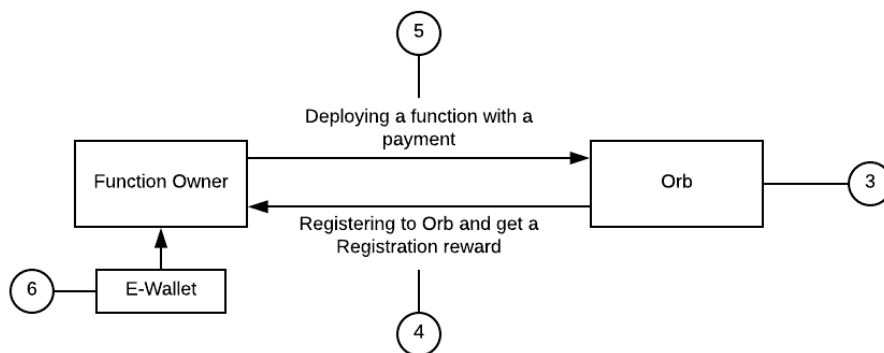 5
Deploying a function with a
payment
Function Owner
Orb
3
Registering to Orb and get a
Registration reward
6
E-Wallet
4